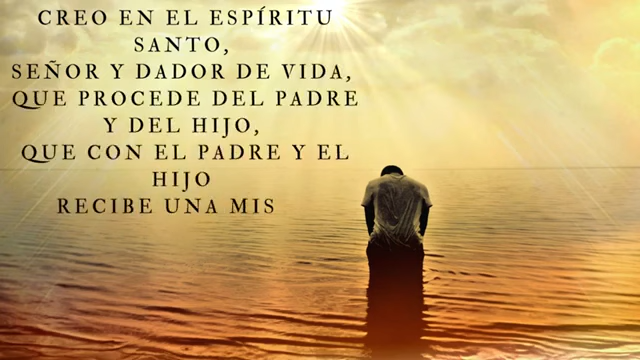 CREO EN EL ESPÍRITU
SANTO,
SEÑOR Y DADOR DE VIDA,
QUE PROCEDE DEL PADRE
Y DEL HIJO,
QUE CON EL PADRE Y EL
HIJO
RECIBE UNA MIS